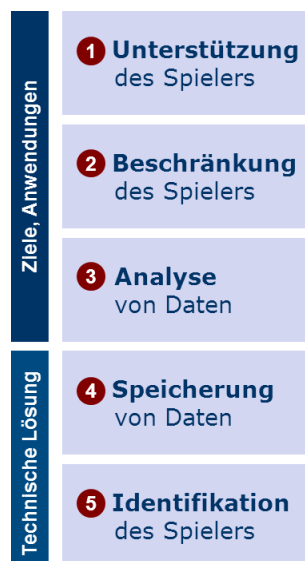 Ziele, Anwendungen
1 Unterstützung
des Spielers
2 Beschränkung
des Spielers
3 Analyse
von Daten
Technische Lösung
4 Speicherung
von Daten
5 Identifikation
des Spielers